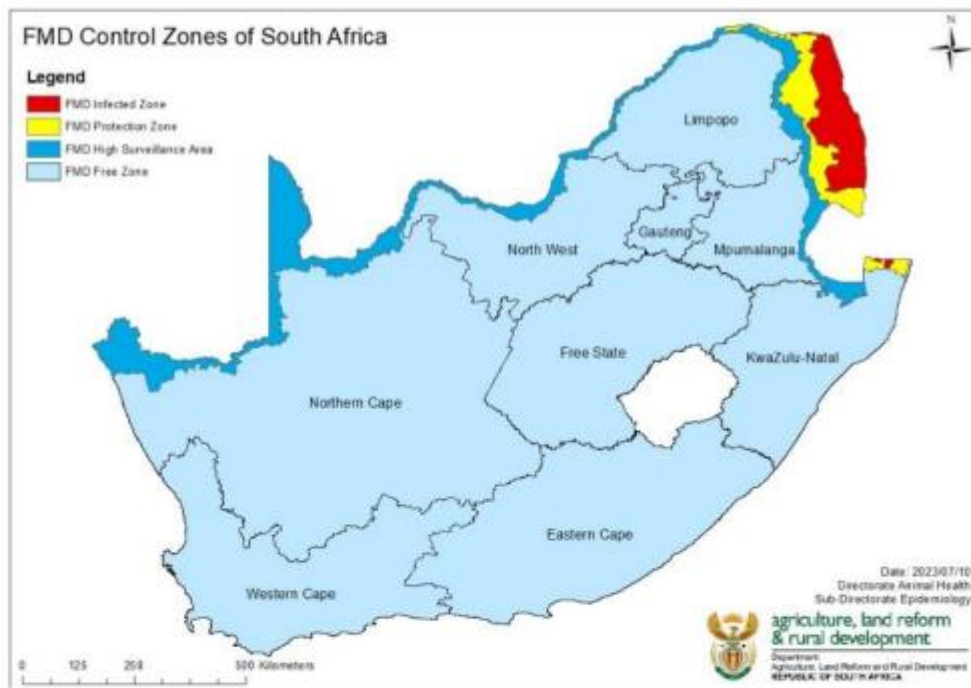 FMD Control Zones of South Africa
N
Legend
FMD Infected Zone
FMD Protection Zone
FMD High Surveillance Area
FMD Free Zone
Limpopo
North West
Gauteng
Mpumalanga
Free State
KwaZulu-Natal
Northern Cape
Eastern Cape
Western Cape
Date: 2023/07/10
Directorate Animal Health
Sub-Directorate Epidemiology
agriculture, land reform
& rural development
Department:
Agriculture, Land Reform and Rural Development
REPUBLIC OF SOUTH AFRICA
0 125 250 500 Kilometers